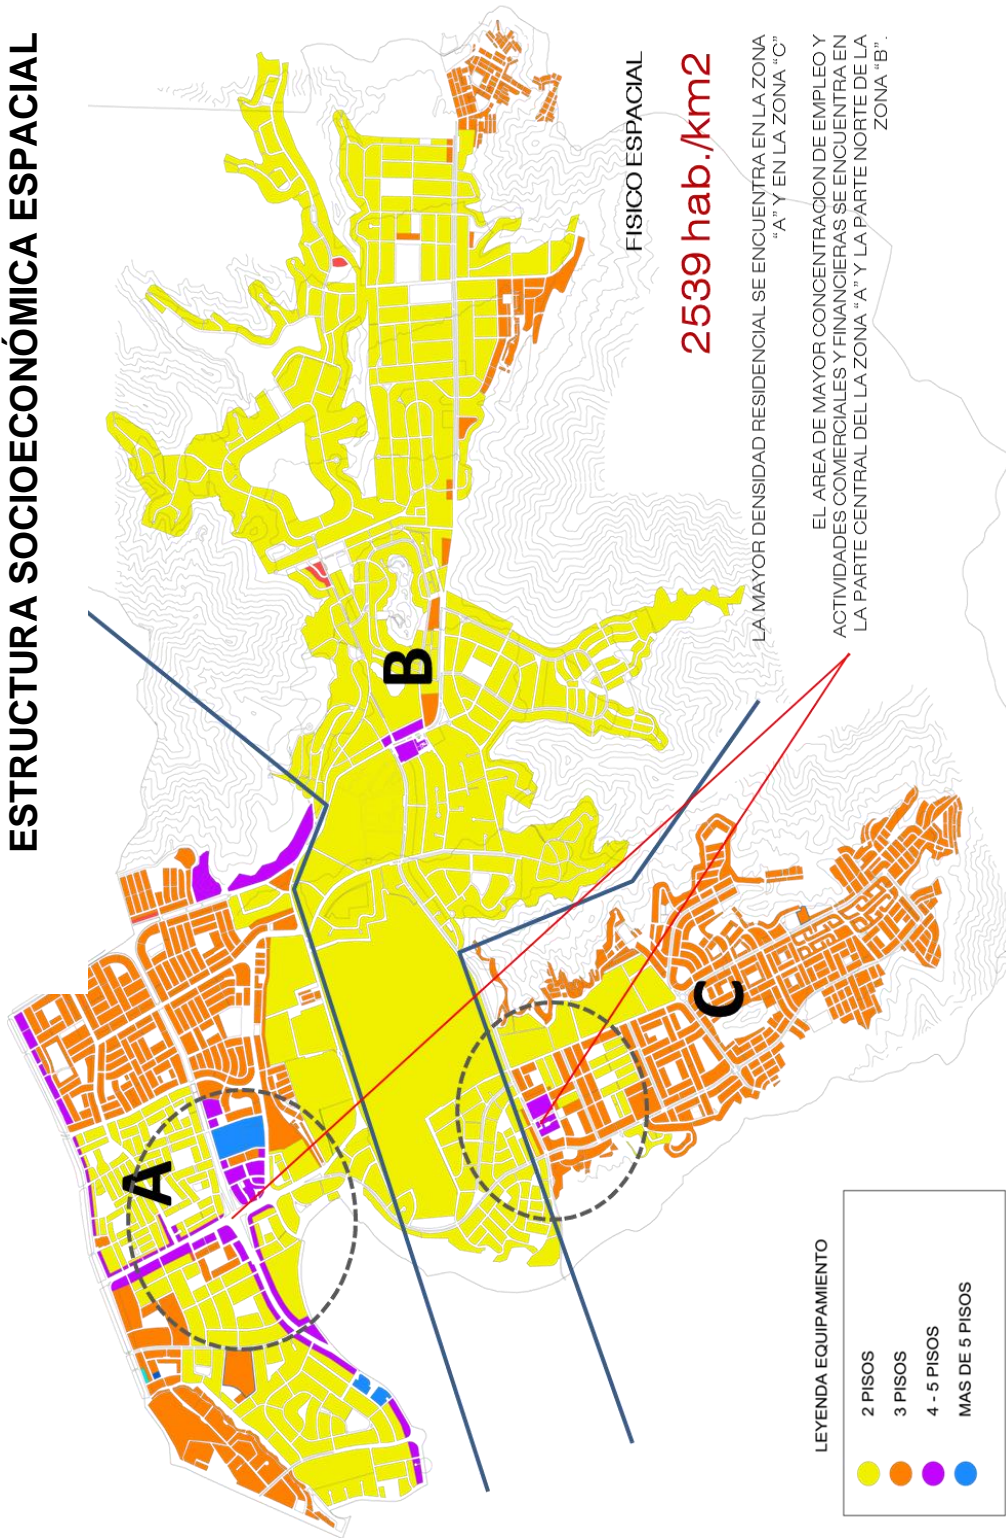 ESTRUCTURA SOCIOECONÓMICA ESPACIAL
FISICO ESPACIAL
2539 hab./km2
LA MAYOR DENSIDAD RESIDENCIAL SE ENCUENTRA EN LA ZONA
“A” Y EN LA ZONA “C”
EL AREA DE MAYOR CONCENTRACION DE EMPLEO Y
ACTIVIDADES COMERCIALES Y FINANCIERAS SE ENCUENTRA EN
LA PARTE CENTRAL DEL LA ZONA “A” Y LA PARTE NORTE DE LA
ZONA “B”.
A
B
C
LEYENDA EQUIPAMIENTO
2 PISOS
3 PISOS
4 - 5 PISOS
MAS DE 5 PISOS